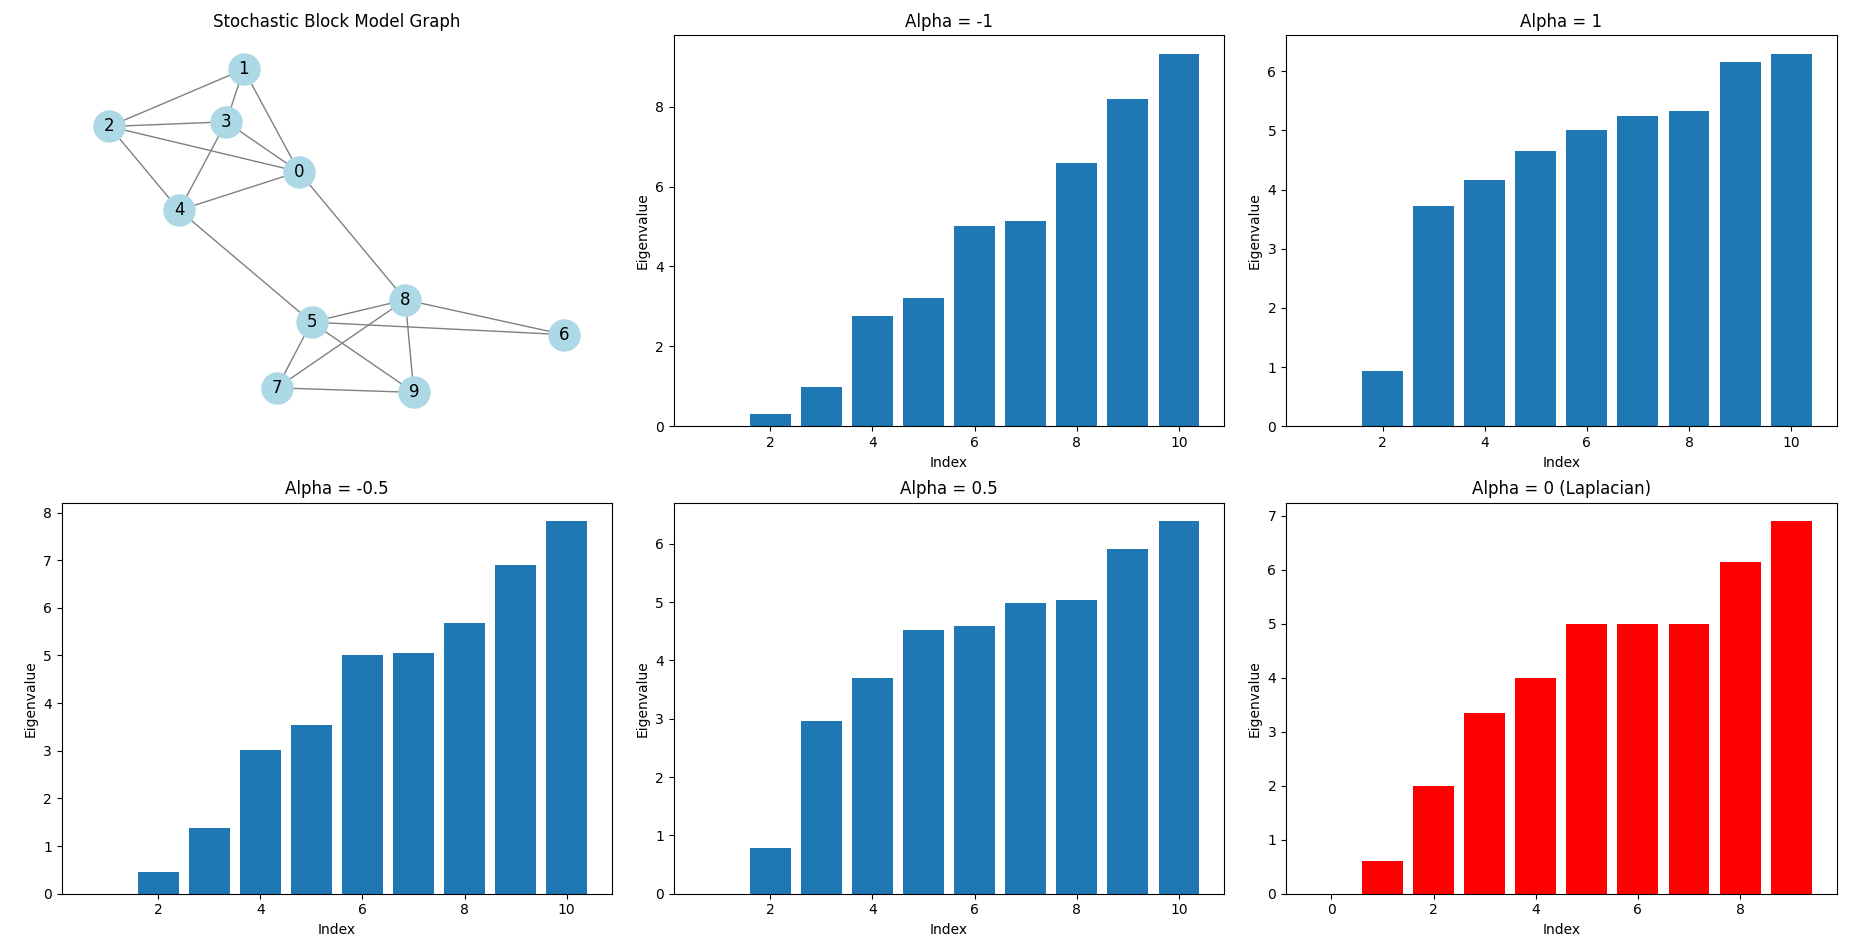 Stochastic Block Model Graph
1
2
3
0
4
8
5
6
7
9
Alpha = -1
Eigenvalue
8
6
4
2
0
2 4 6 8 10
Index
Alpha = 1
Eigenvalue
6
5
4
3
2
1
0
2 4 6 8 10
Index
Alpha = -0.5
Eigenvalue
8
7
6
5
4
3
2
1
0
2 4 6 8 10
Index
Alpha = 0.5
Eigenvalue
6
5
4
3
2
1
0
2 4 6 8 10
Index
Alpha = 0 (Laplacian)
Eigenvalue
7
6
5
4
3
2
1
0
0 2 4 6 8
Index